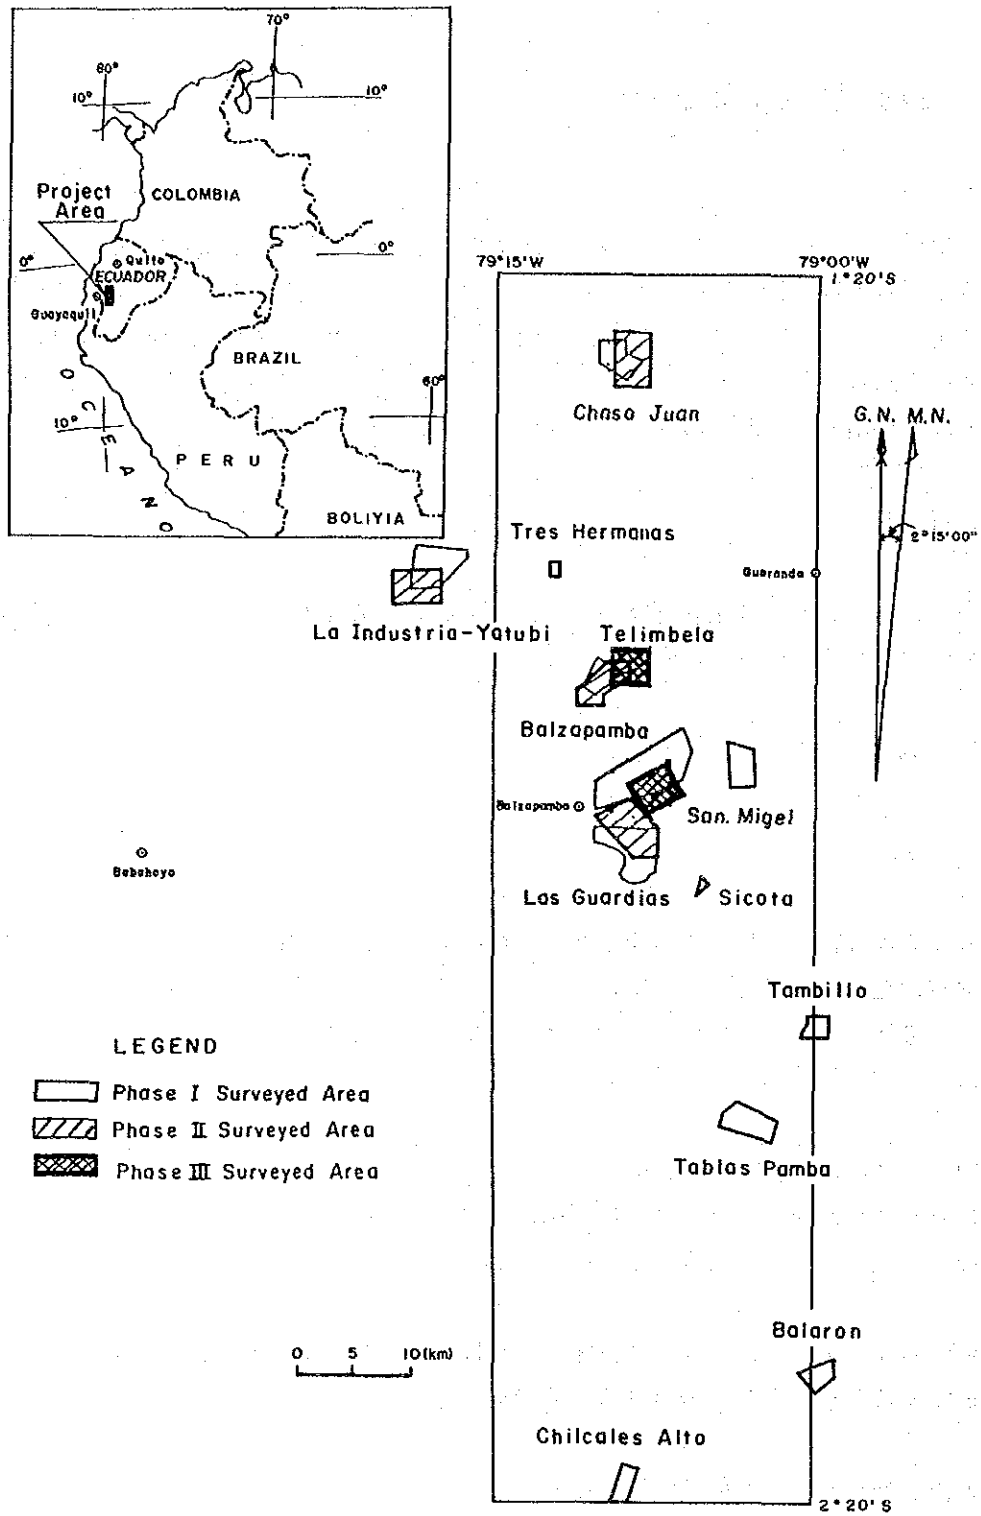 70°
80°
10°
10°
Project
Area
COLOMBIA
0°
Quito
0°
ECUADOR
Guayaquil
BRAZIL
60°
10°
PERU
OCEANO
BOLIYIA
79°15'W
79°00'W
1°20'S
Chaso Juan
G.N. M.N.
2°15'00"
Tres Hermanas
Guaranda
La Industria-Yatubi
Telimbela
Balzapamba
Balzapamba
San. Migel
Babahoyo
Las Guardias
Sicota
Tambillo
LEGEND
Phase I Surveyed Area
Phase II Surveyed Area
Phase III Surveyed Area
Tablas Pamba
Balaron
0 5 10(km)
Chilcales Alto
2°20'S